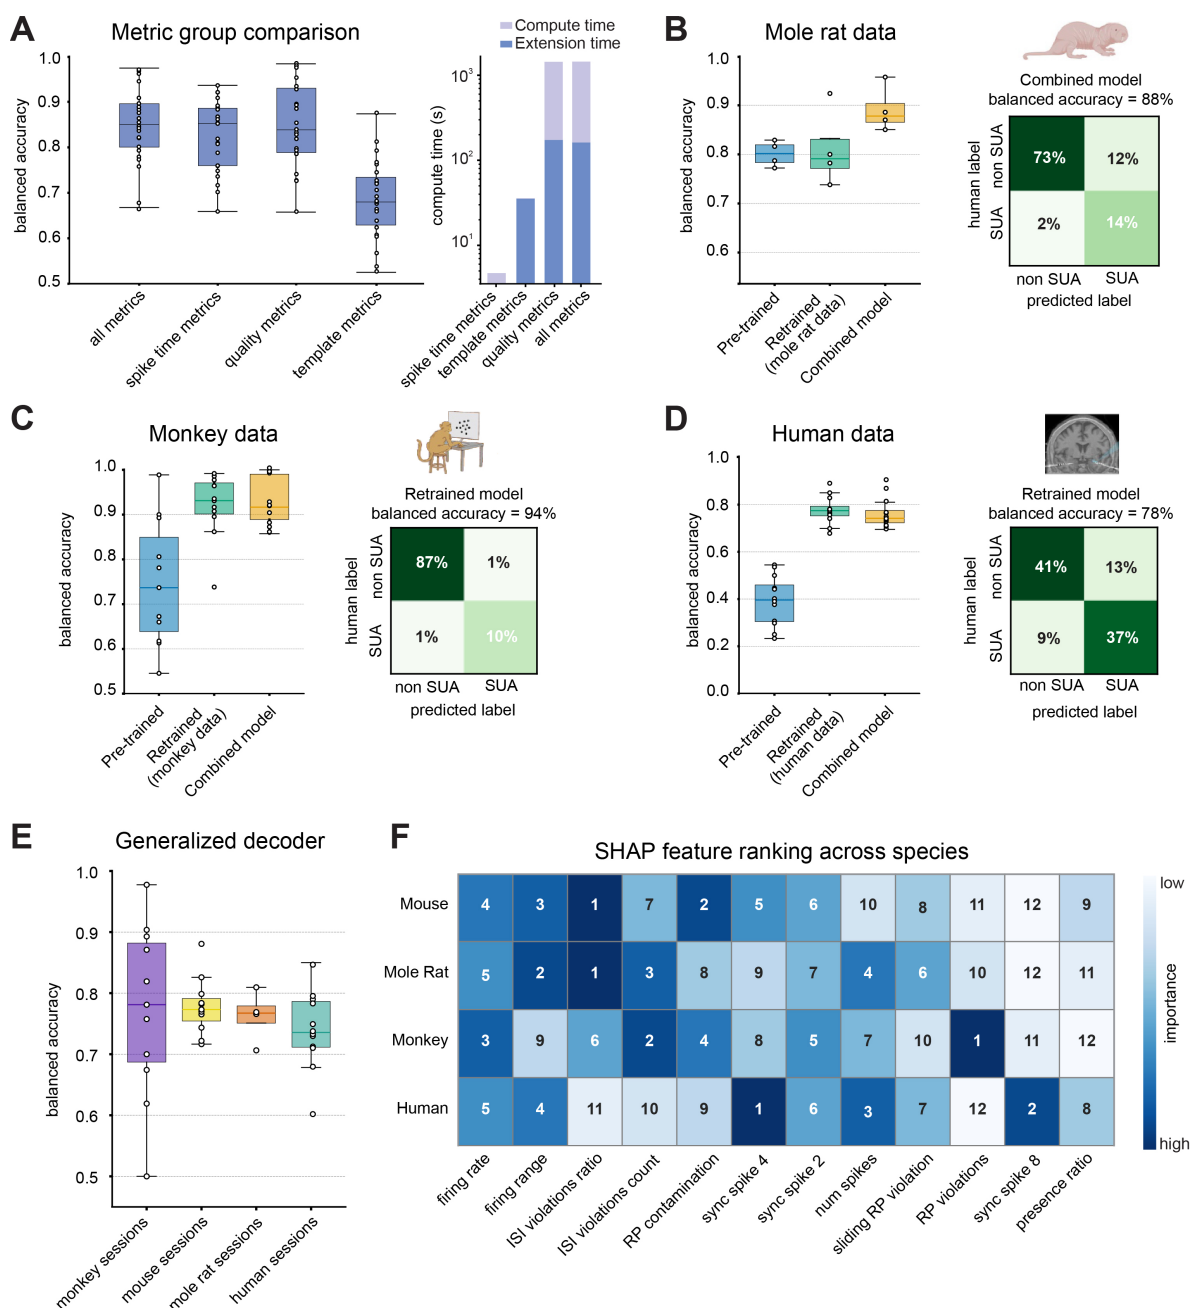 A
Metric group comparison
Compute time
Extension time
balanced accuracy
1.0
0.9
0.8
0.7
0.6
0.5
all metrics
spike time metrics
quality metrics
template metrics
compute time (s)
10³
10²
10¹
spike time metrics
template metrics
quality metrics
all metrics
B
Mole rat data
balanced accuracy
1.0
0.9
0.8
0.7
0.6
Pre-trained
Retrained
(mole rat data)
Combined model
Combined model
balanced accuracy = 88%
human label
non SUA
SUA
73%
12%
2%
14%
non SUA
SUA
predicted label
C
Monkey data
balanced accuracy
1.0
0.9
0.8
0.7
0.6
0.5
Pre-trained
Retrained
(monkey data)
Combined model
Retrained model
balanced accuracy = 94%
human label
non SUA
SUA
87%
1%
1%
10%
non SUA
SUA
predicted label
D
Human data
balanced accuracy
1.0
0.8
0.6
0.4
0.2
0.0
Pre-trained
Retrained
(human data)
Combined model
Retrained model
balanced accuracy = 78%
human label
non SUA
SUA
41%
13%
9%
37%
non SUA
SUA
predicted label
E
Generalized decoder
balanced accuracy
1.0
0.9
0.8
0.7
0.6
0.5
monkey sessions
mouse sessions
mole rat sessions
human sessions
F
SHAP feature ranking across species
Mouse 4 3 1 7 2 5 6 10 8 11 12 9
Mole Rat 5 2 1 3 8 9 7 4 6 10 12 11
Monkey 3 9 6 2 4 8 5 7 10 1 11 12
Human 5 4 11 10 9 1 6 3 7 12 2 8
firing rate
firing range
ISI violations ratio
ISI violations count
RP contamination
sync spike 4
sync spike 2
num spikes
sliding RP violation
RP violations
sync spike 8
presence ratio
low
importance
high